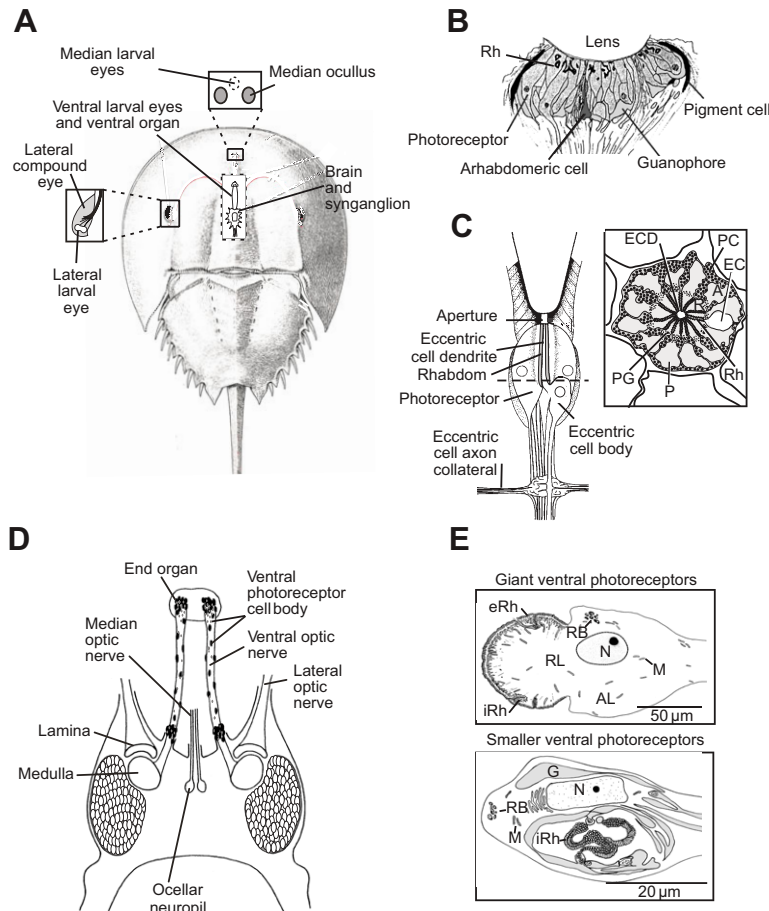 A
Median larval
eyes
Median ocullus
Ventral larval eyes
and ventral organ
Lateral
compound
eye
Brain
and
synganglion
Lateral
larval
eye
B
Lens
Rh
Pigment cell
Photoreceptor
Arhabdomeric cell
Guanophore
C
Aperture
Eccentric
cell dendrite
Rhabdom
Photoreceptor
Eccentric
cell axon
collateral
Eccentric
cell body
ECD
PC
EC
A
PG
P
Rh
D
End organ
Ventral
photoreceptor
cell body
Median
optic
nerve
Ventral optic
nerve
Lateral
optic
nerve
Lamina
Medulla
Ocellar
neuropil
E
Giant ventral photoreceptors
eRh
RB
N
RL
M
iRh
AL
50 µm
Smaller ventral photoreceptors
G
N
RB
M
iRh
20 µm